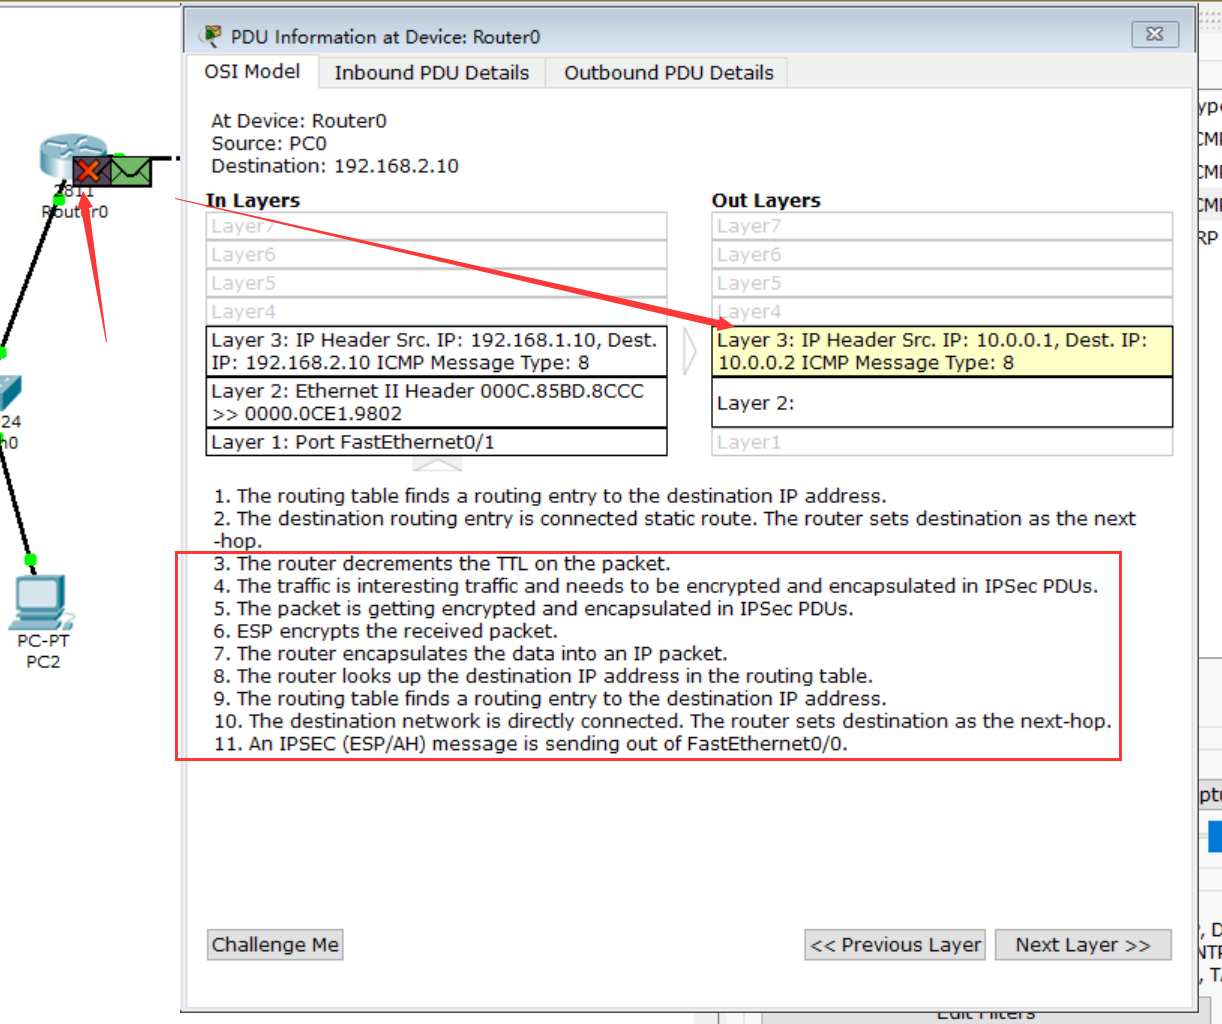 PDU Information at Device: Router0
OSI Model
Inbound PDU Details
Outbound PDU Details
At Device: Router0
Source: PC0
Destination: 192.168.2.10
In Layers
Layer7
Layer6
Layer5
Layer4
Layer 3: IP Header Src. IP: 192.168.1.10, Dest.
IP: 192.168.2.10 ICMP Message Type: 8
Layer 2: Ethernet II Header 000C.85BD.8CCC
>> 0000.0CE1.9802
Layer 1: Port FastEthernet0/1
Out Layers
Layer7
Layer6
Layer5
Layer4
Layer 3: IP Header Src. IP: 10.0.0.1, Dest. IP:
10.0.0.2 ICMP Message Type: 8
Layer 2:
Layer1
1. The routing table finds a routing entry to the destination IP address.
2. The destination routing entry is connected static route. The router sets destination as the next
-hop.
3. The router decrements the TTL on the packet.
4. The traffic is interesting traffic and needs to be encrypted and encapsulated in IPSec PDUs.
5. The packet is getting encrypted and encapsulated in IPSec PDUs.
6. ESP encrypts the received packet.
7. The router encapsulates the data into an IP packet.
8. The router looks up the destination IP address in the routing table.
9. The routing table finds a routing entry to the destination IP address.
10. The destination network is directly connected. The router sets destination as the next-hop.
11. An IPSEC (ESP/AH) message is sending out of FastEthernet0/0.
Challenge Me
<< Previous Layer
Next Layer >>
2811
Router0
24
h0
PC-PT
PC2
Edit Filters